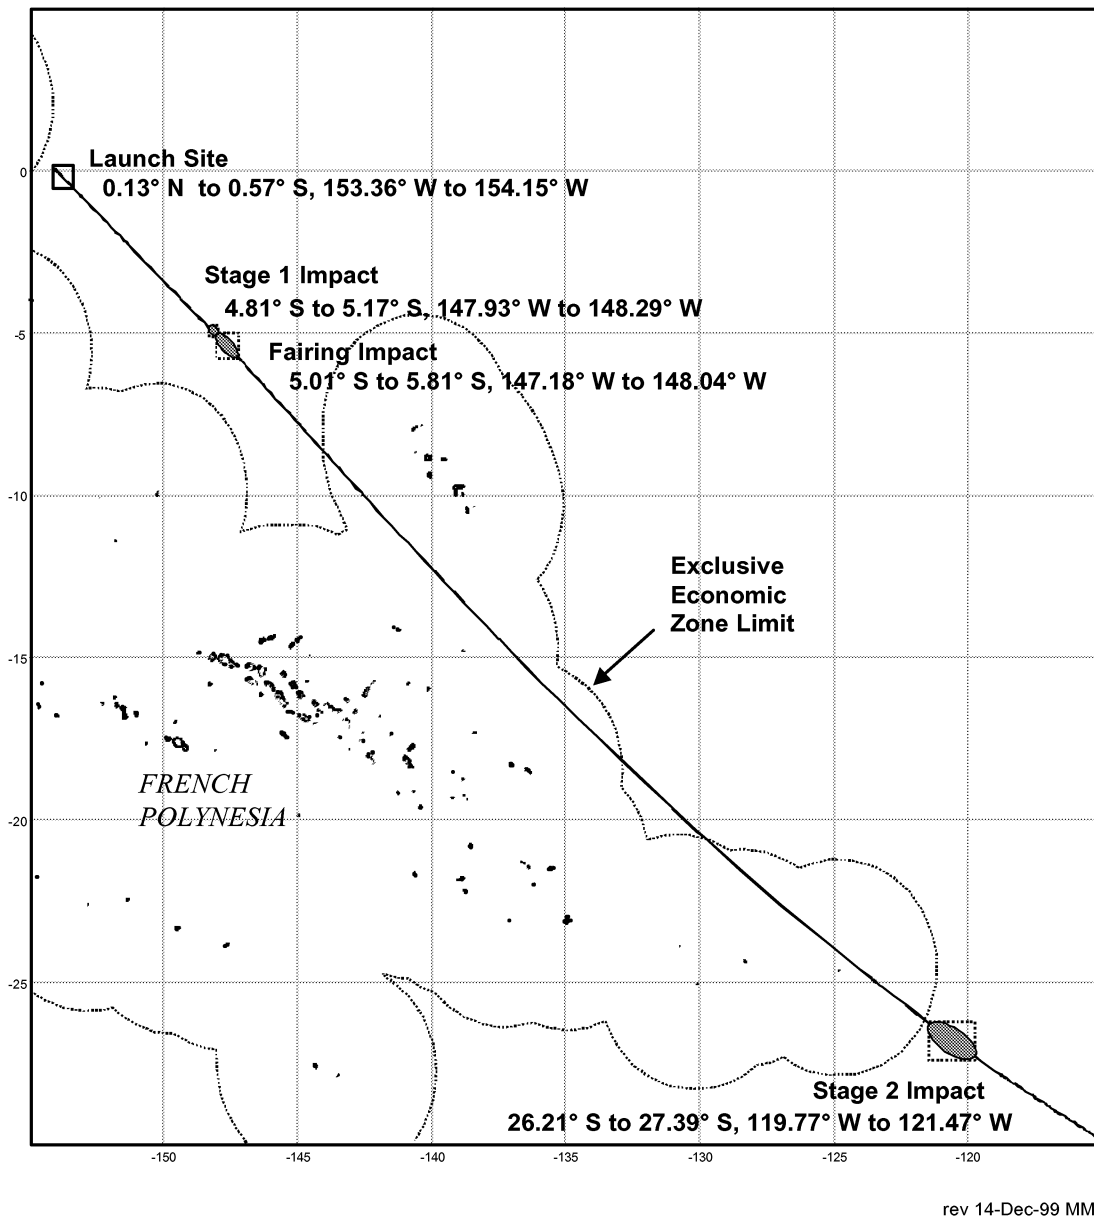 Launch Site
0
0.13° N  to 0.57° S, 153.36° W to 154.15° W
Stage 1 Impact
4.81° S to 5.17° S, 147.93° W to 148.29° W
-5
Fairing Impact
5.01° S to 5.81° S, 147.18° W to 148.04° W
-10
Exclusive
Economic
Zone Limit
-15
FRENCH
POLYNESIA
-20
-25
Stage 2 Impact
26.21° S to 27.39° S, 119.77° W to 121.47° W
-150 -145 -140 -135 -130 -125 -120
rev 14-Dec-99 MM